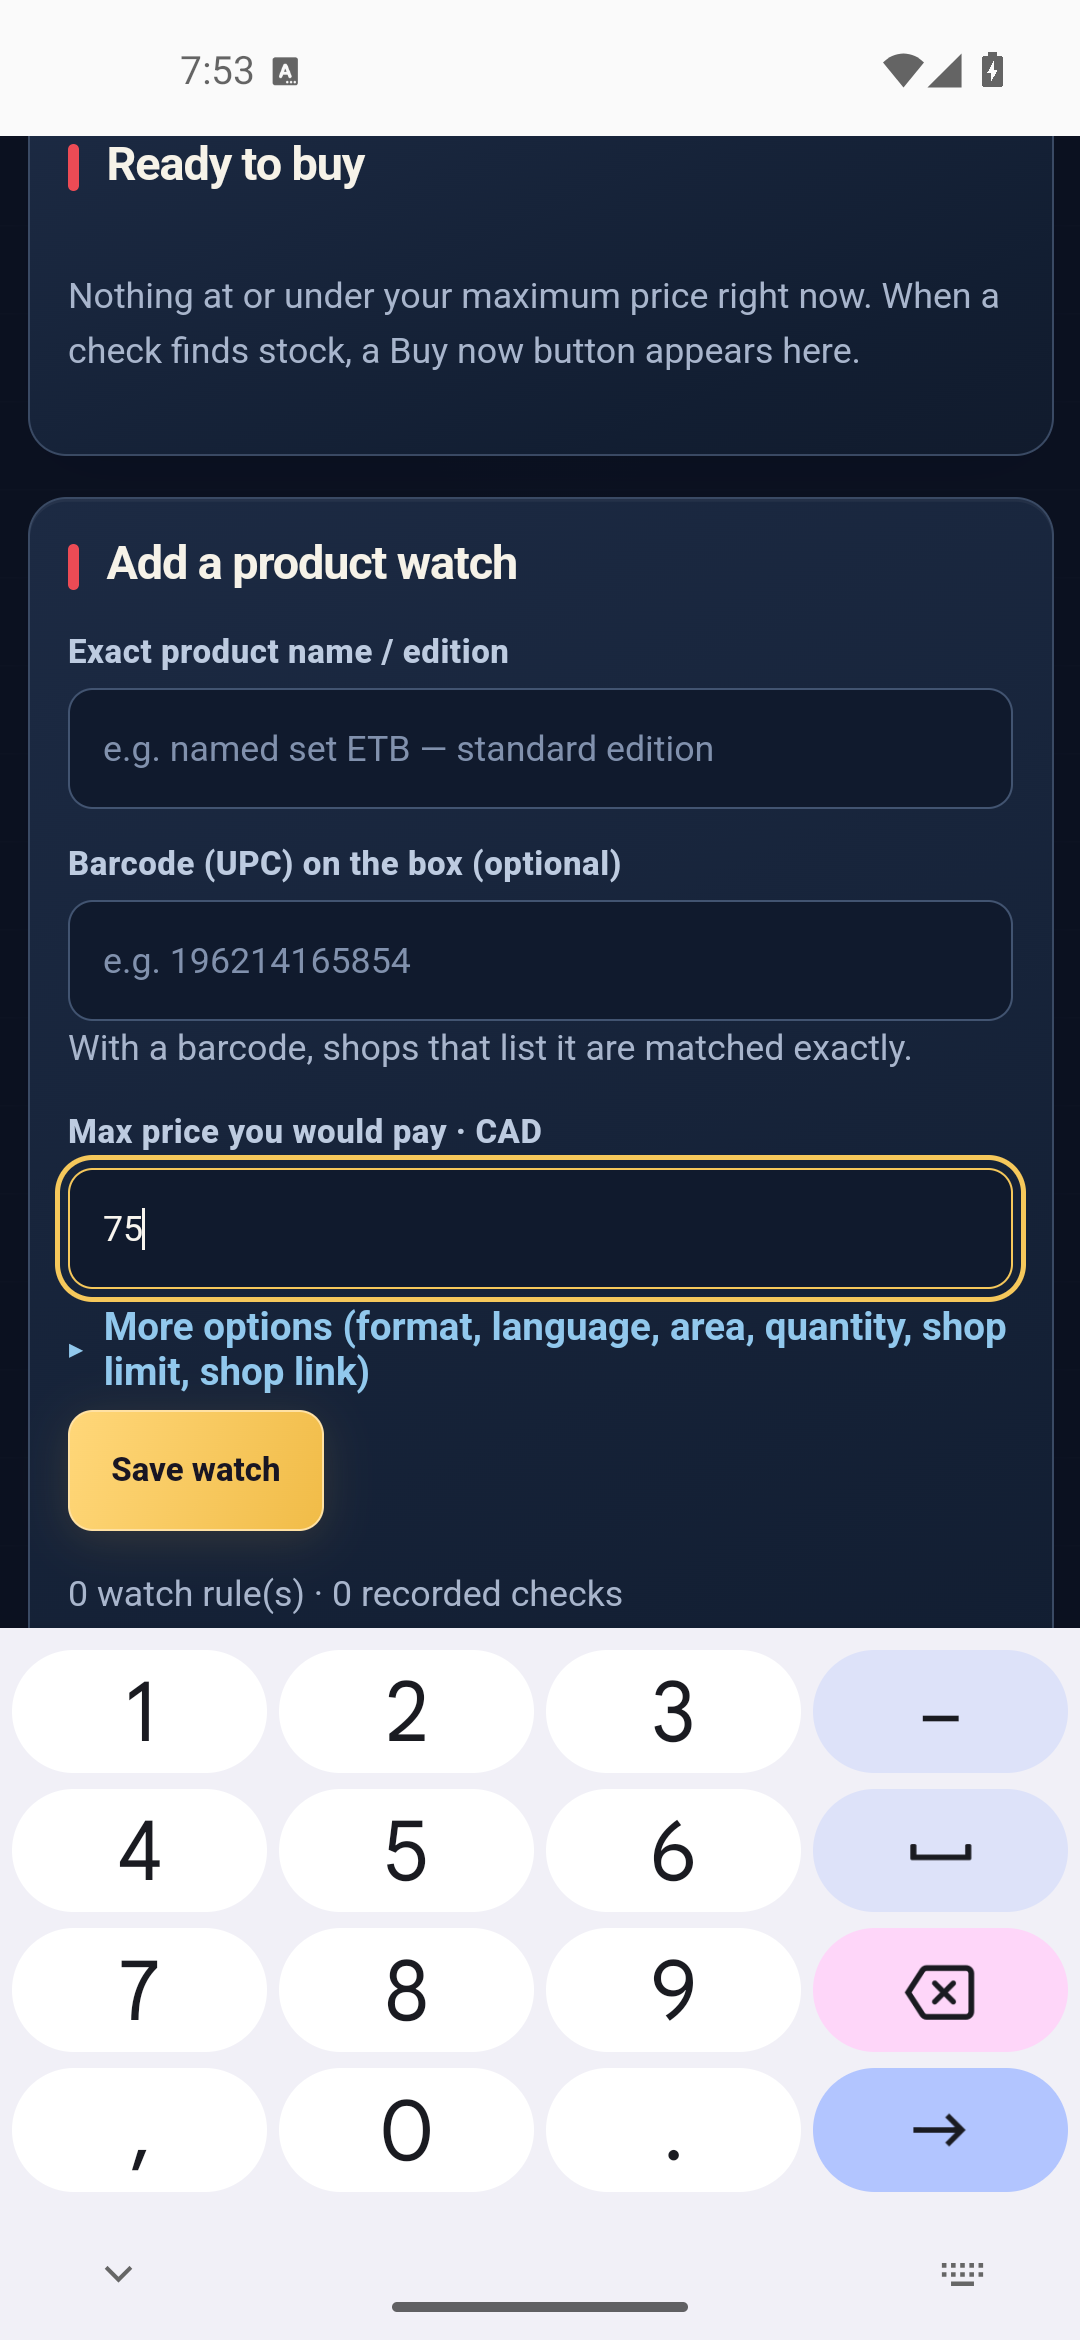 7:53
Ready to buy
Nothing at or under your maximum price right now. When a
check finds stock, a Buy now button appears here.
Add a product watch
Exact product name / edition
e.g. named set ETB — standard edition
Barcode (UPC) on the box (optional)
e.g. 196214165854
With a barcode, shops that list it are matched exactly.
Max price you would pay · CAD
75
More options (format, language, area, quantity, shop
limit, shop link)
Save watch
0 watch rule(s) · 0 recorded checks
1 2 3 –
4 5 6
7 8 9
, 0 .